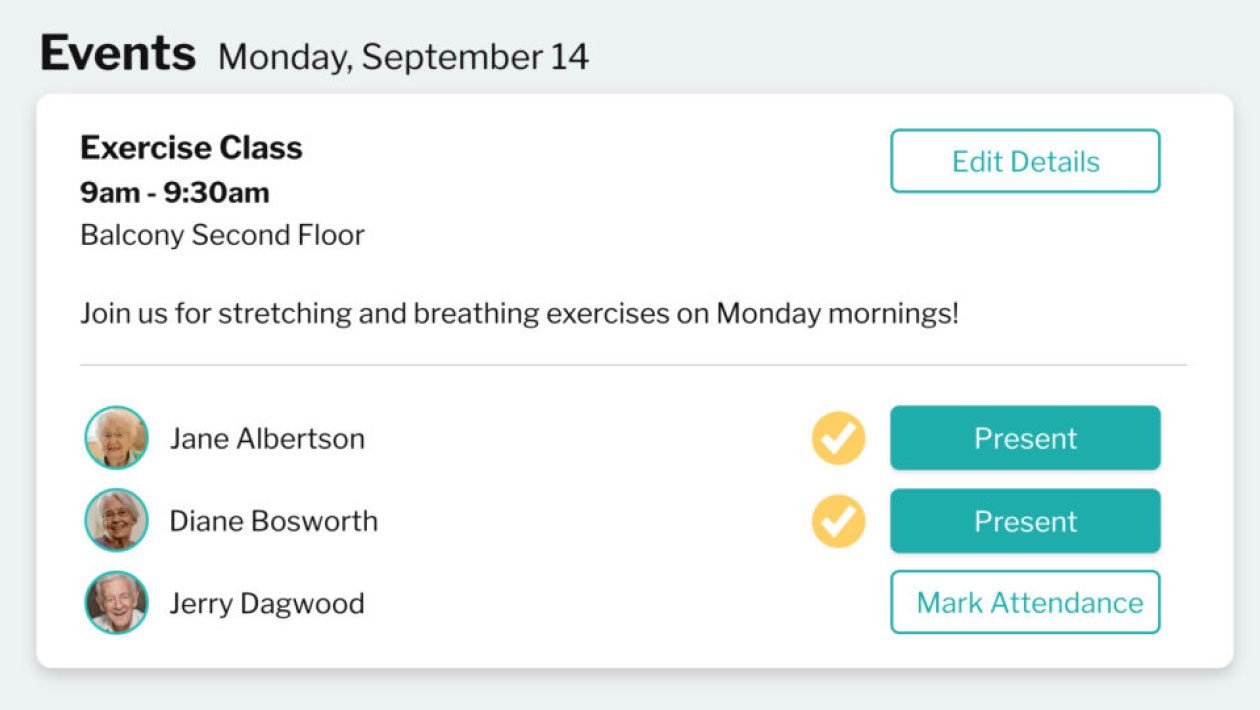 Events Monday, September 14
Exercise Class
Edit Details
9am - 9:30am
Balcony Second Floor
Join us for stretching and breathing exercises on Monday mornings!
Jane Albertson Present
Diane Bosworth Present
Jerry Dagwood Mark Attendance